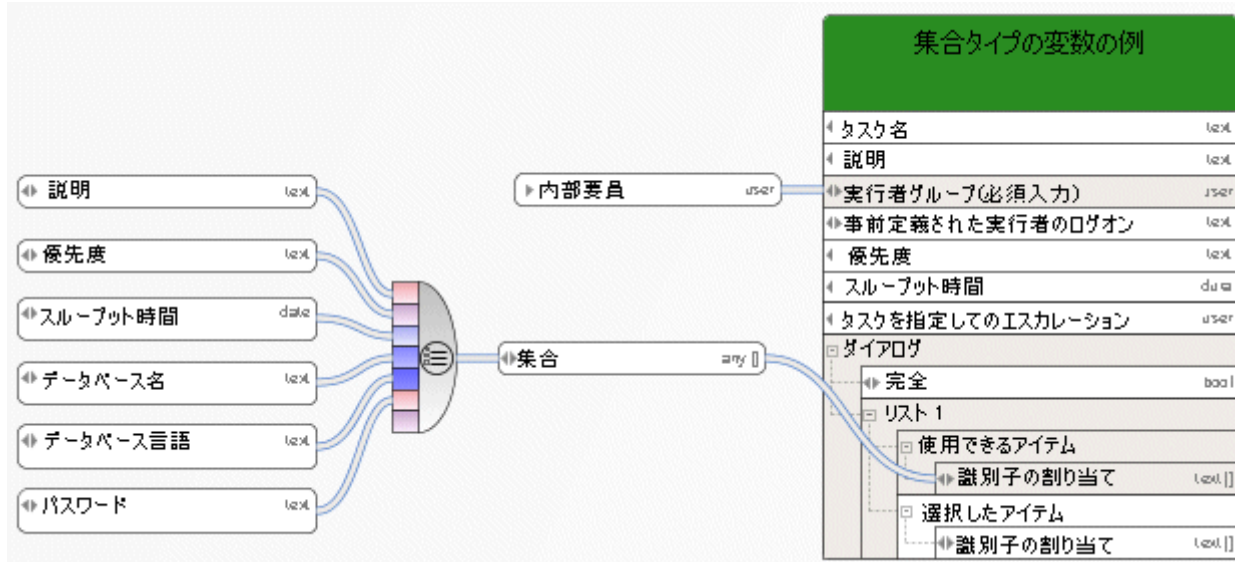 集合タイプの変数の例
タスク名 text
説明 text
実行者グループ(必須入力) user
事前定義された実行者のログオン text
優先度 text
スループット時間
タスクを指定してのエスカレーション user
ダイアログ
完全 bool
リスト 1
使用できるアイテム
識別子の割り当て text []
選択したアイテム
識別子の割り当て text []
説明 text
優先度 text
スループット時間 date
データベース名 text
データベース言語 text
パスワード text
内部要員 user
集合 any []